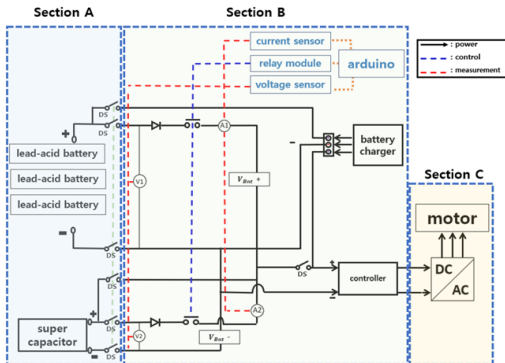 Section A
Section B
current sensor
relay module
voltage sensor
arduino
: power
: control
: measurement
DS
+
DS
A1
lead-acid battery
lead-acid battery
lead-acid battery
V1
V_Bat +
-
battery
charger
Section C
motor
-
DS
DS
+
-
controller
DC
AC
DS
+
A2
super
capacitor
DS
V2
V_Bat -
-
DS